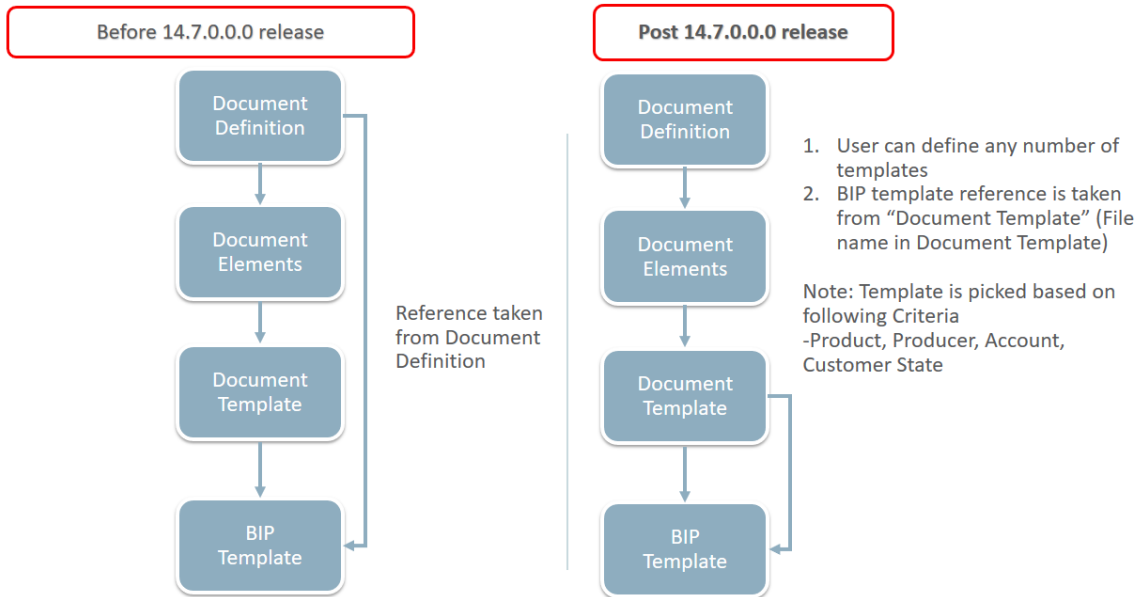 Before 14.7.0.0.0 release
Document
Definition
Document
Elements
Document
Template
BIP
Template
Reference taken
from Document
Definition
Post 14.7.0.0.0 release
Document
Definition
Document
Elements
Document
Template
BIP
Template
1. User can define any number of
templates
2. BIP template reference is taken
from “Document Template” (File
name in Document Template)
Note: Template is picked based on
following Criteria
-Product, Producer, Account,
Customer State